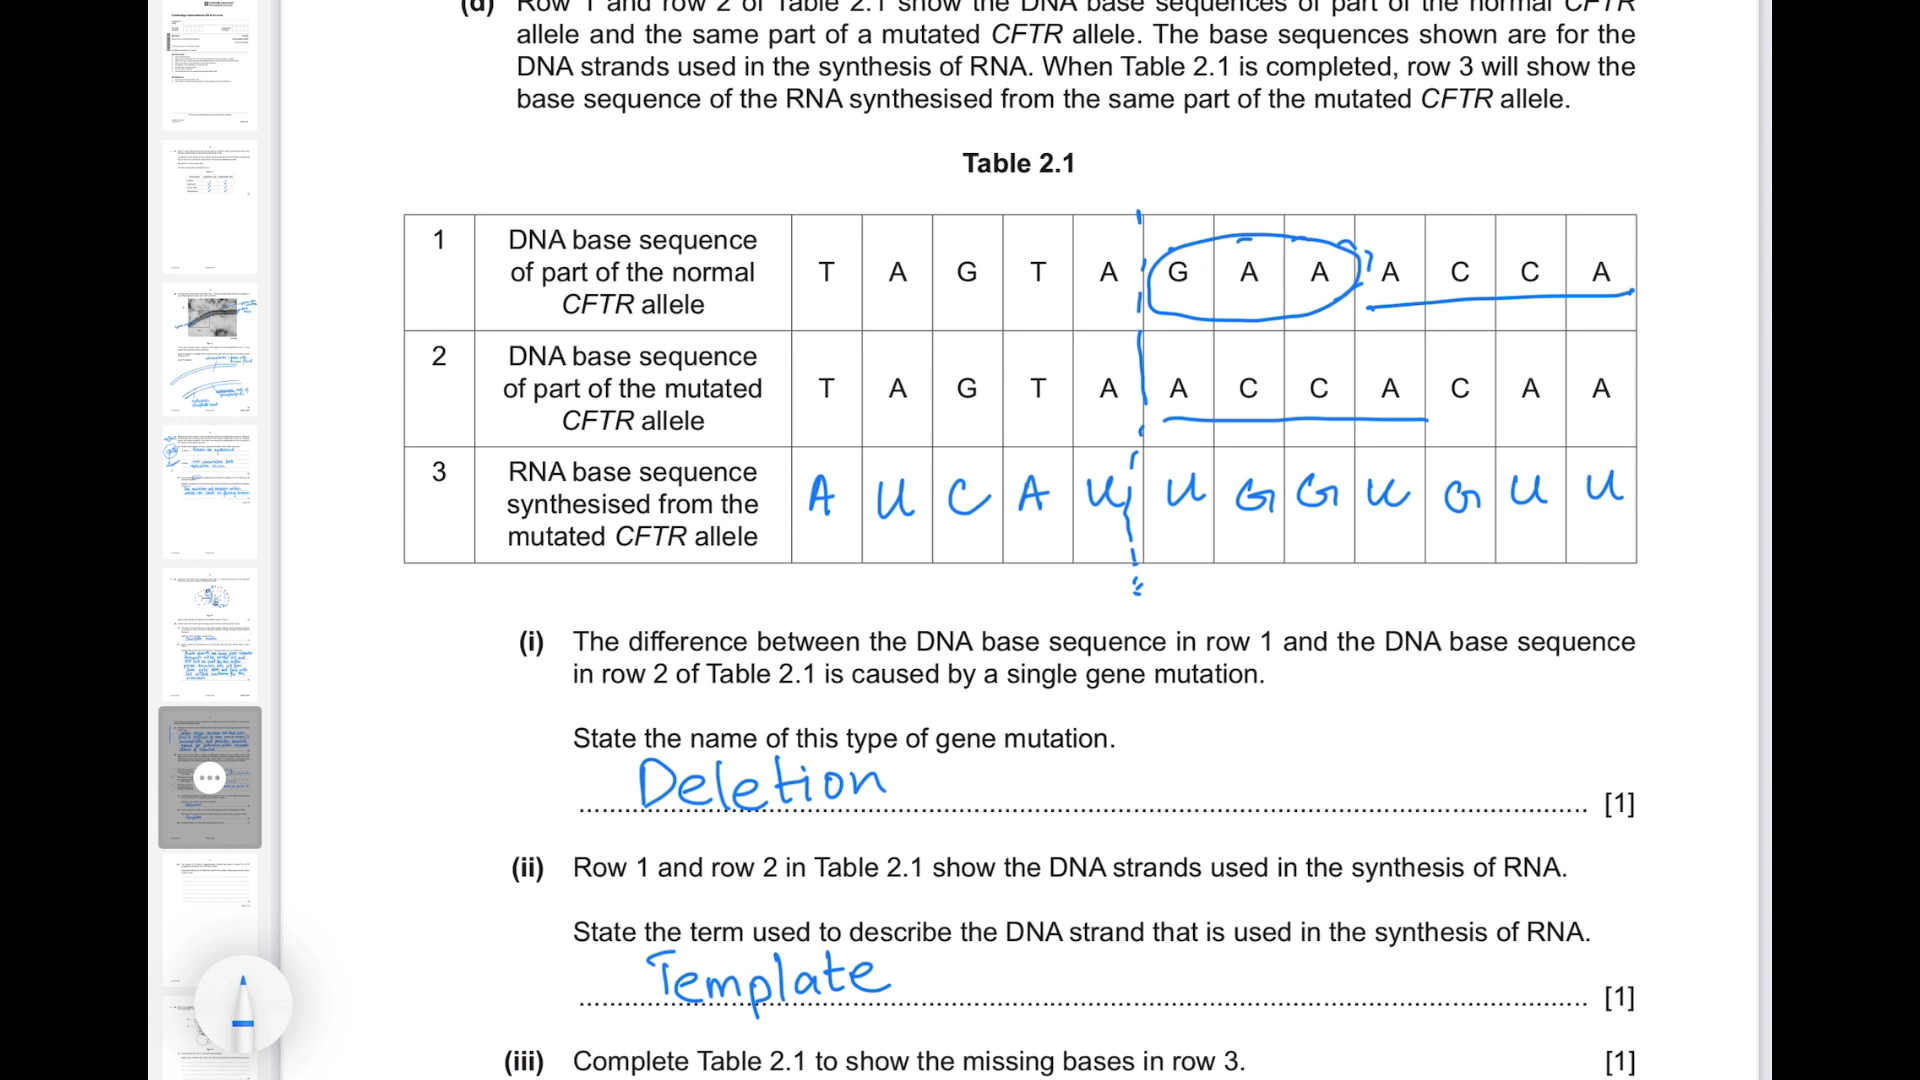 (d) Row 1 and row 2 of Table 2.1 show the DNA base sequences of part of the normal CFTR
allele and the same part of a mutated CFTR allele. The base sequences shown are for the
DNA strands used in the synthesis of RNA. When Table 2.1 is completed, row 3 will show the
base sequence of the RNA synthesised from the same part of the mutated CFTR allele.
Table 2.1
1 DNA base sequence of part of the normal CFTR allele T A G T A G A A A C C A
2 DNA base sequence of part of the mutated CFTR allele T A G T A A C C A C A A
3 RNA base sequence synthesised from the mutated CFTR allele A U C A U U G G U G U U
(i) The difference between the DNA base sequence in row 1 and the DNA base sequence
in row 2 of Table 2.1 is caused by a single gene mutation.
State the name of this type of gene mutation.
Deletion
[1]
(ii) Row 1 and row 2 in Table 2.1 show the DNA strands used in the synthesis of RNA.
State the term used to describe the DNA strand that is used in the synthesis of RNA.
Template
[1]
(iii) Complete Table 2.1 to show the missing bases in row 3. [1]